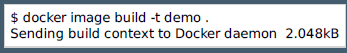 $ docker image build -t demo .
Sending build context to Docker daemon  2.048kB